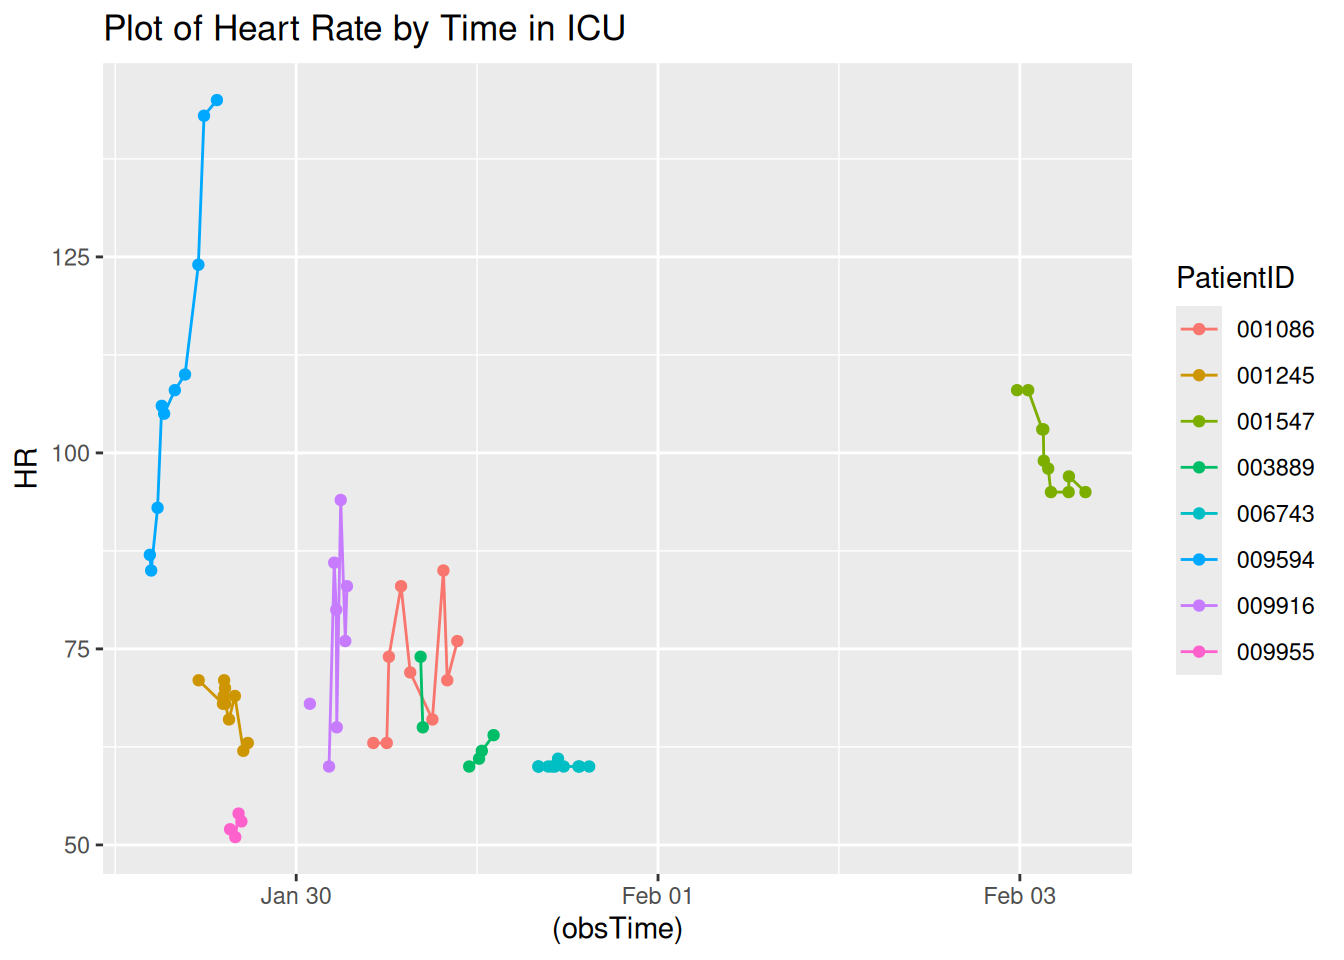 Plot of Heart Rate by Time in ICU
125
100
75
50
HR
Jan 30
Feb 01
Feb 03
(obsTime)
PatientID
001086
001245
001547
003889
006743
009594
009916
009955